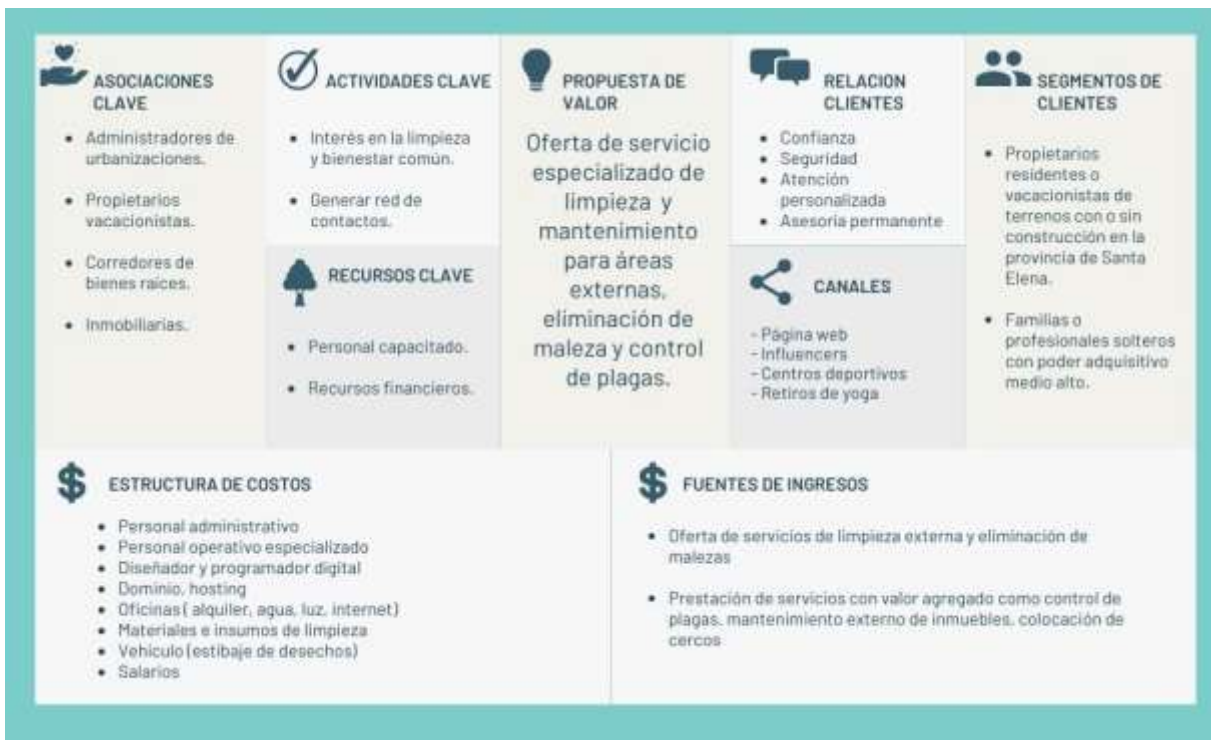 ASOCIACIONES
CLAVE
• Administradores de
urbanizaciones.
• Propietarios
vacacionistas.
• Corredores de
bienes raíces.
• Inmobiliarias.
ACTIVIDADES CLAVE
• Interés en la limpieza
y bienestar común.
• Generar red de
contactos.
RECURSOS CLAVE
• Personal capacitado.
• Recursos financieros.
PROPUESTA DE
VALOR
Oferta de servicio
especializado de
limpieza y
mantenimiento
para áreas
externas,
eliminación de
maleza y control
de plagas.
RELACION
CLIENTES
• Confianza
• Seguridad
• Atención
personalizada
• Asesoría permanente
CANALES
- Página web
- Influencers
- Centros deportivos
- Retiros de yoga
SEGMENTOS DE
CLIENTES
• Propietarios
residentes o
vacacionistas de
terrenos con o sin
construcción en la
provincia de Santa
Elena.
• Familias o
profesionales solteros
con poder adquisitivo
medio alto.
ESTRUCTURA DE COSTOS
• Personal administrativo
• Personal operativo especializado
• Diseñador y programador digital
• Dominio, hosting
• Oficinas ( alquiler, agua, luz, internet)
• Materiales e insumos de limpieza
• Vehículo (estibaje de desechos)
• Salarios
FUENTES DE INGRESOS
• Oferta de servicios de limpieza externa y eliminación de
malezas
• Prestación de servicios con valor agregado como control de
plagas, mantenimiento externo de inmuebles, colocación de
cercos